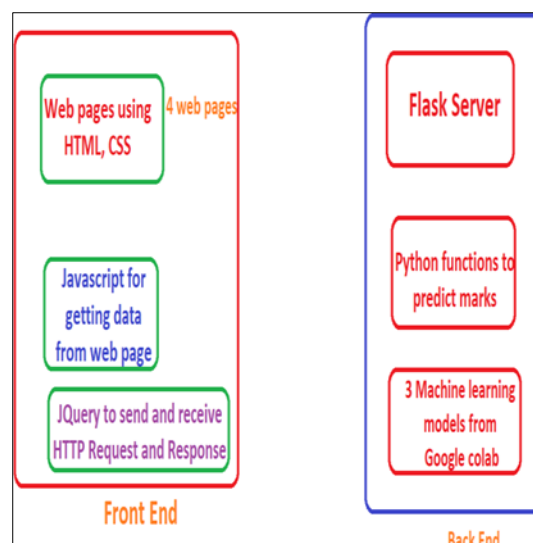 Web pages using
HTML, CSS
4 web pages
Javascript for
getting data
from web page
JQuery to send and receive
HTTP Request and Response
Front End
Flask Server
Python functions to
predict marks
3 Machine learning
models from
Google colab
Back End